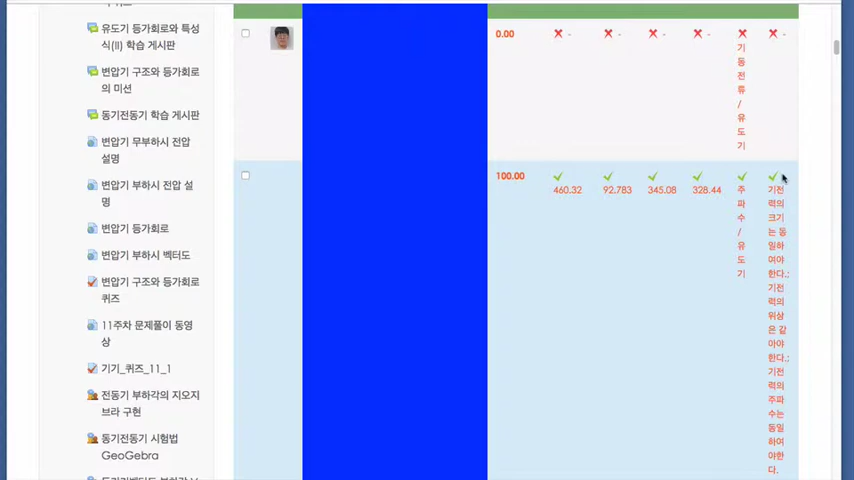 유도기 등가회로와 특성
식(II) 학습 게시판
변압기 구조와 등가회로
의 미션
동기전동기 학습 게시판
변압기 무부하시 전압
설명
변압기 부하시 전압 설
명
변압기 등가회로
변압기 부하시 벡터도
변압기 구조와 등가회로
퀴즈
11주차 문제풀이 동영
상
기기_퀴즈_11_1
전동기 부하각의 지오지
브라 구현
동기전동기 시험법
GeoGebra
0.00
-
-
-
-
-
-
기
동
전
류
/
유
도
기
100.00
460.32
92.783
345.08
328.44
주
파
수
/
유
도
기
기전
력의
크기
는 동
일하
여야
한다.;
기전
력의
위상
은 같
아야
한다.;
기전
력의
주파
수는
동일
하여
야한
다.